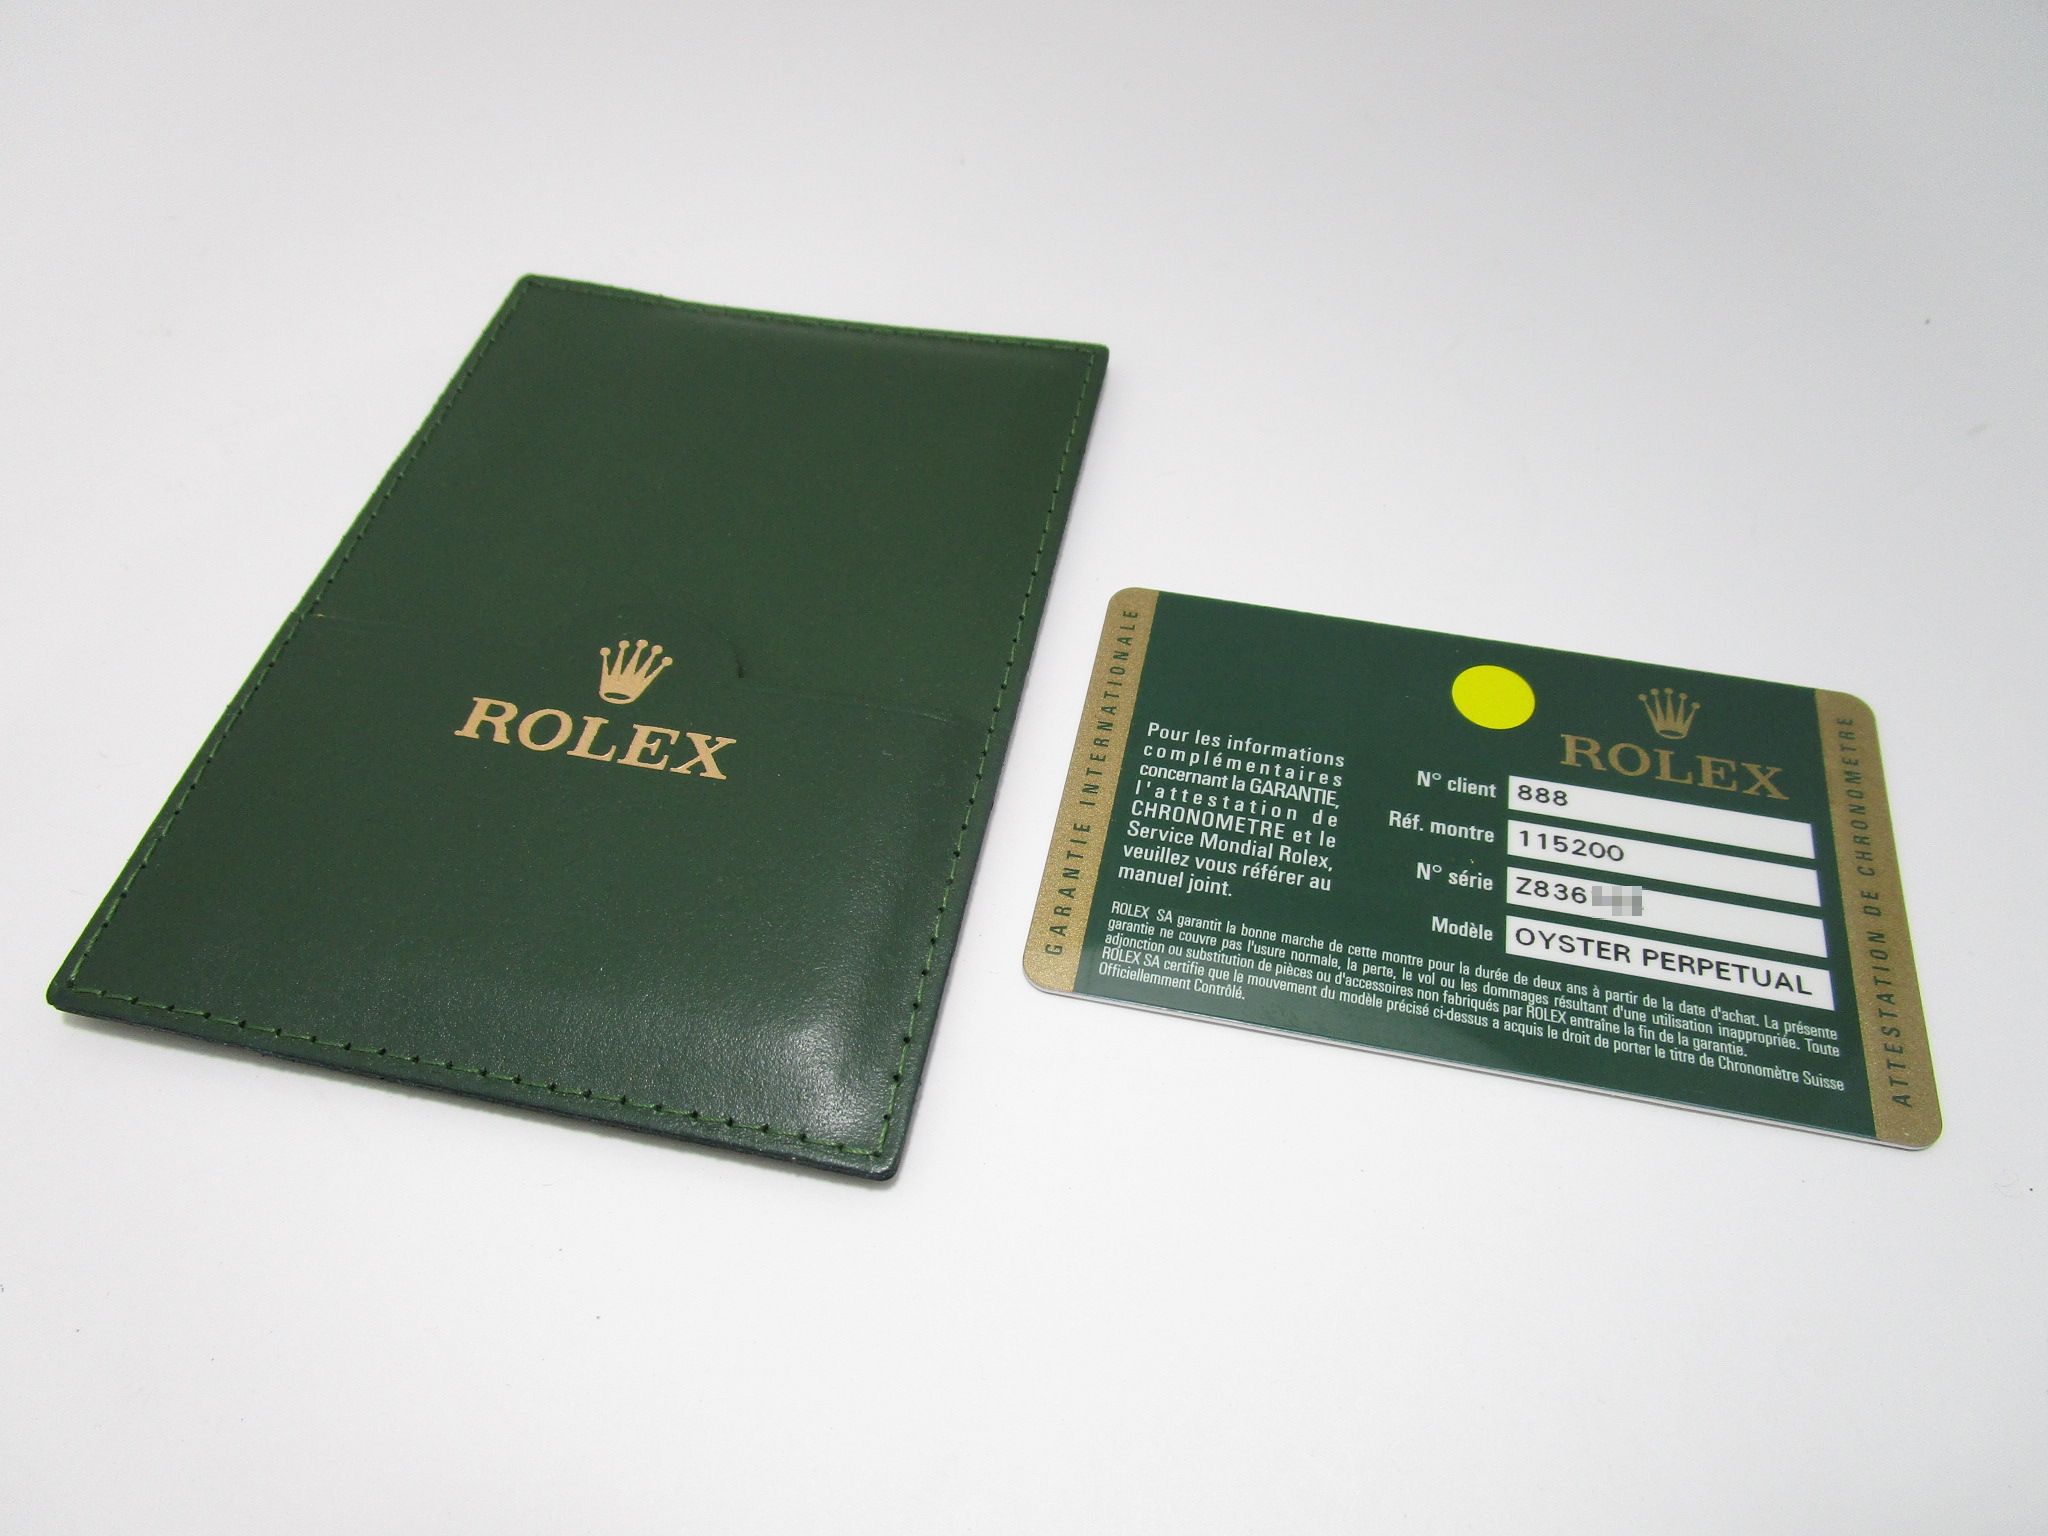 ROLEX
GARANTIE INTERNATIONALE
Pour les informations
complémentaires
concernant la GARANTIE,
l'attestation de
CHRONOMETRE et le
Service Mondial Rolex,
veuillez vous référer au
manuel joint.
ROLEX
N° client 888
Réf. montre 115200
N° série Z836
Modèle OYSTER PERPETUAL
ROLEX SA garantit la bonne marche de cette montre pour la durée de deux ans à partir de la date d'achat. La présente
garantie ne couvre pas l'usure normale, la perte, le vol ou les dommages résultant d'une utilisation inappropriée. Toute
adjonction ou substitution de pièces ou d'accessoires non fabriqués par ROLEX entraîne la fin de la garantie.
ROLEX SA certifie que le mouvement du modèle précisé ci-dessus a acquis le droit de porter le titre de Chronomètre Suisse
Officiellement Contrôlé.
ATTESTATION DE CHRONOMETRE